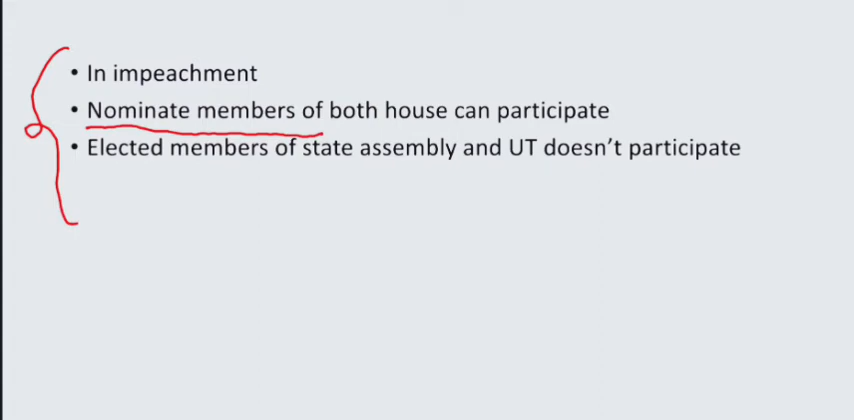 • In impeachment
• Nominate members of both house can participate
• Elected members of state assembly and UT doesn't participate